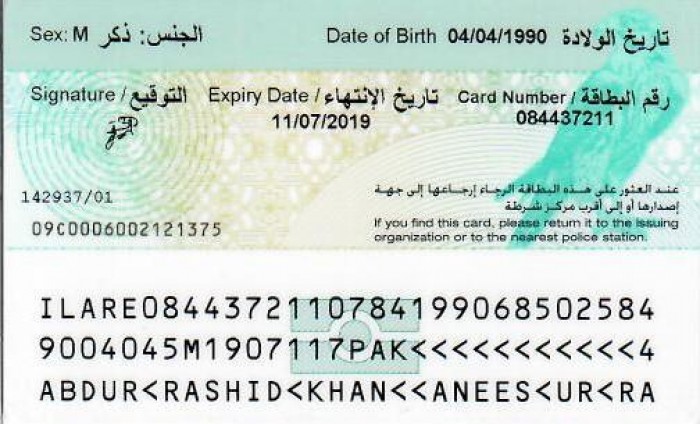 Sex: M الجنس: ذكر Date of Birth 04/04/1990 تاريخ الولادة
Signature / التوقيع Expiry Date / تاريخ الإنتهاء Card Number / رقم البطاقة
11/07/2019 084437211
142937/01
عند العثور على هذه البطاقة الرجاء إرجاعها إلى جهة
إصدارها أو إلى أقرب مركز شرطة
09C0006002121375
If you find this card, please return it to the issuing
organization or to the nearest police station.
ILARE0844372110784199068502584
9004045M1907117PAK<<<<<<<<<<<4
ABDUR<RASHID<KHAN<<ANEES<UR<RA